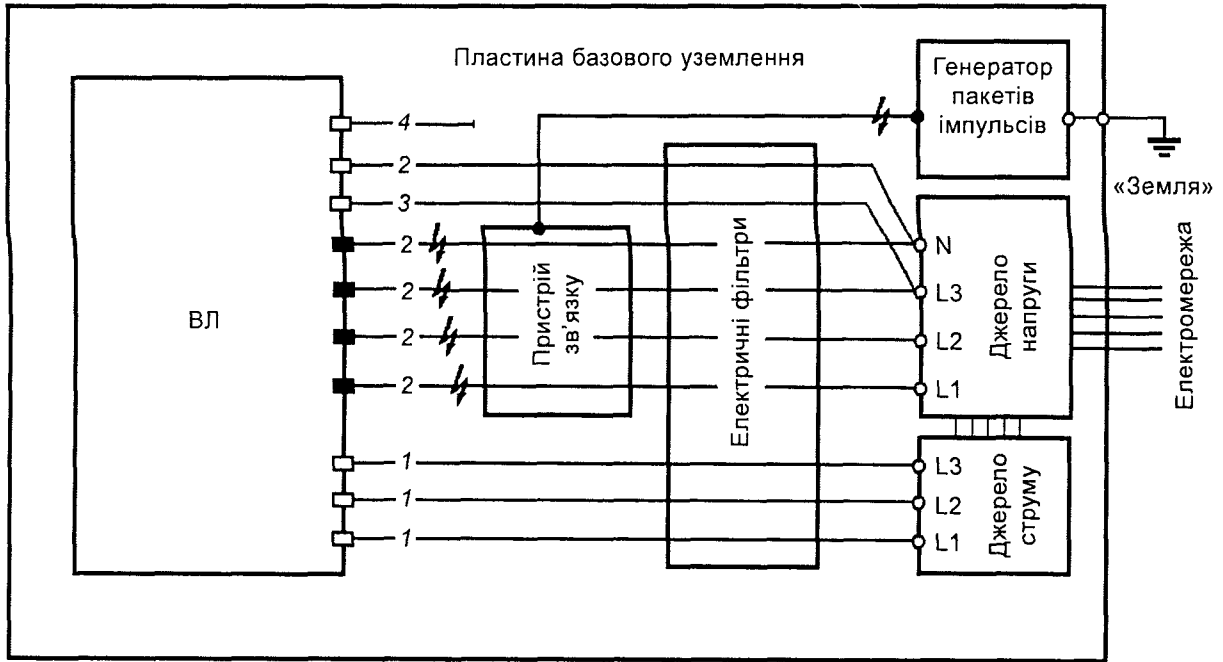 Пластина базового уземлення
Генератор
пакетів
імпульсів
«Земля»
4
2
3
2
2
2
2
1
1
1
ВЛ
Пристрій
зв'язку
Електричні фільтри
N
L3
L2
L1
Джерело
напруги
Електромережа
L3
L2
L1
Джерело
струму